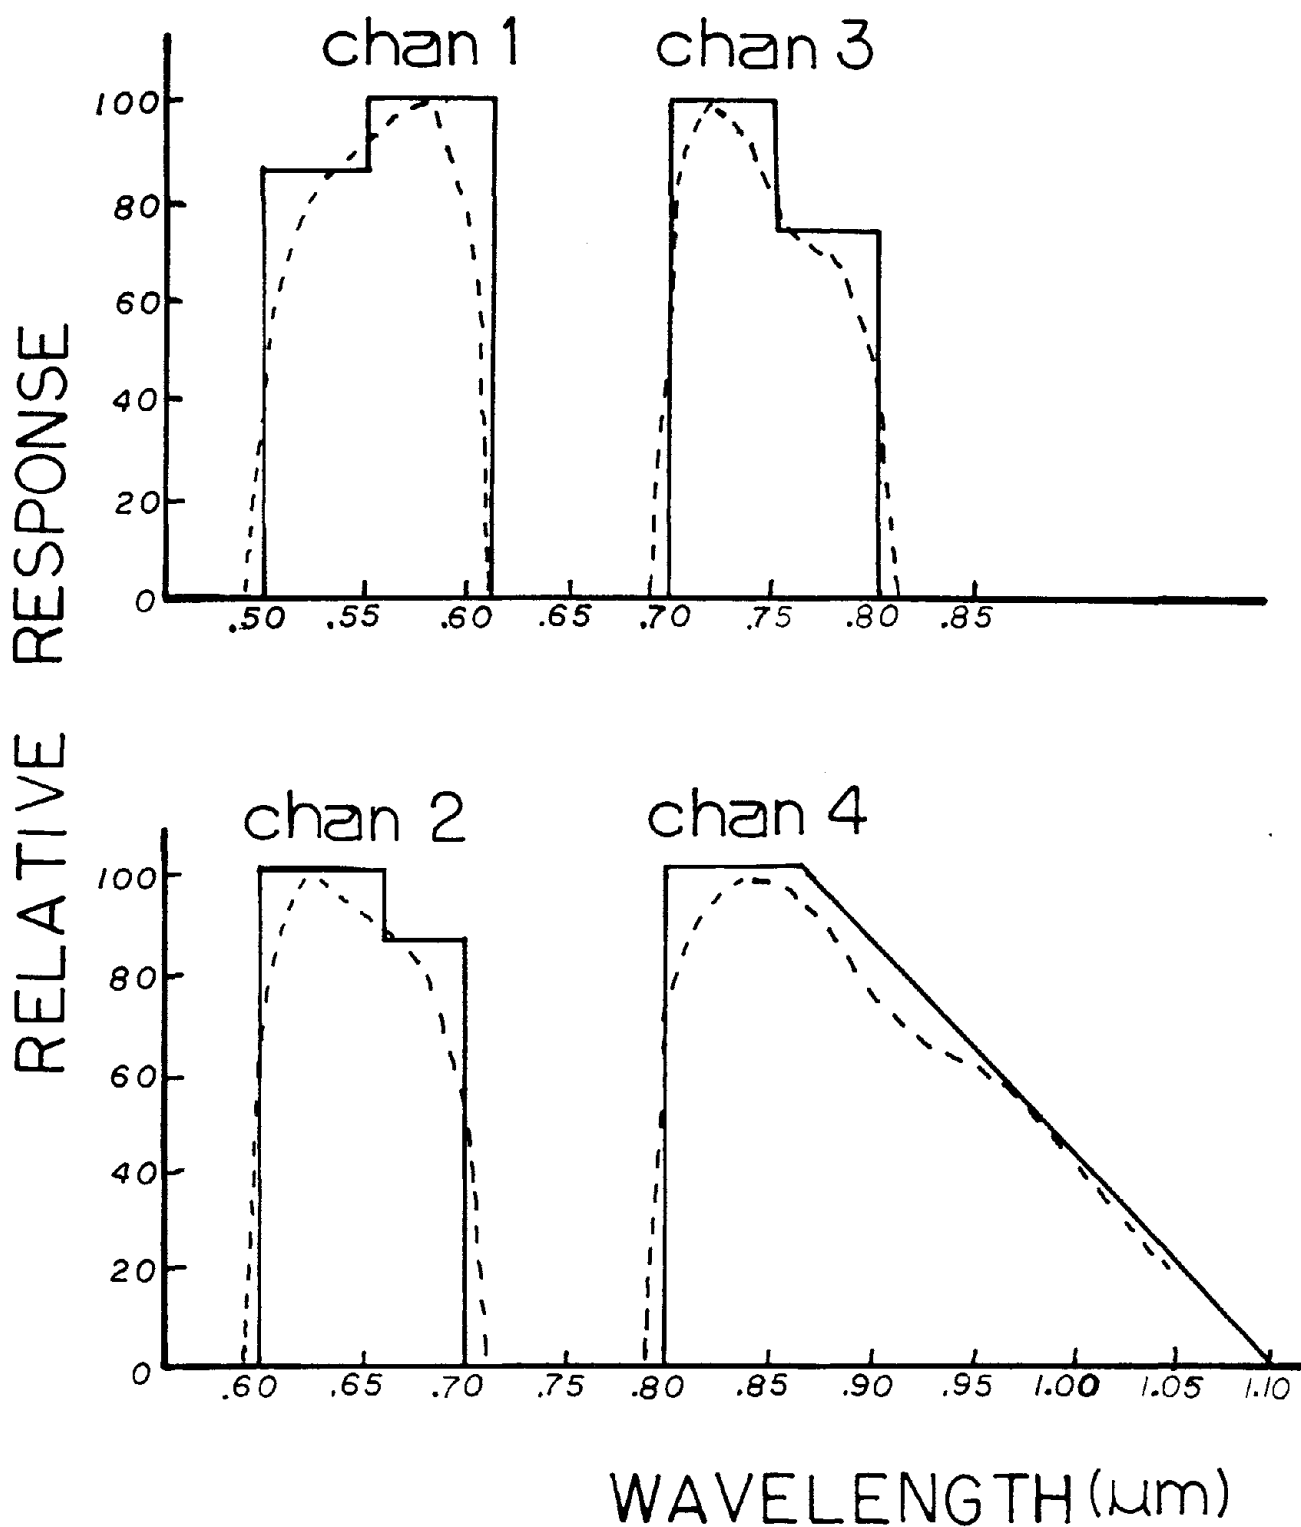 chan 1
chan 3
100
80
60
40
20
0
.50 .55 .60 .65 .70 .75 .80 .85
RELATIVE RESPONSE
chan 2
chan 4
100
80
60
40
20
0
.60 .65 .70 .75 .80 .85 .90 .95 1.00 1.05 1.10
WAVELENGTH (μm)